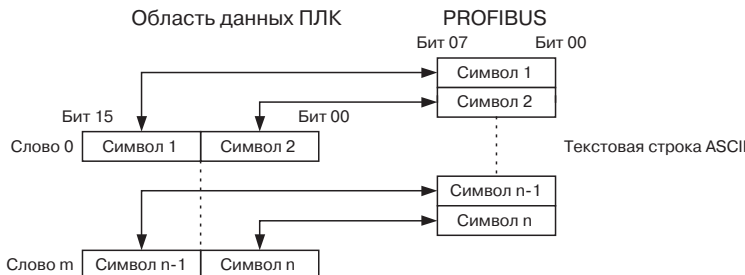 Область данных ПЛК PROFIBUS
Бит 07 Бит 00
Символ 1
Символ 2
Бит 15 Бит 00
Слово 0 Символ 1 Символ 2 Текстовая строка ASCII
Символ n-1
Символ n
Слово m Символ n-1 Символ n